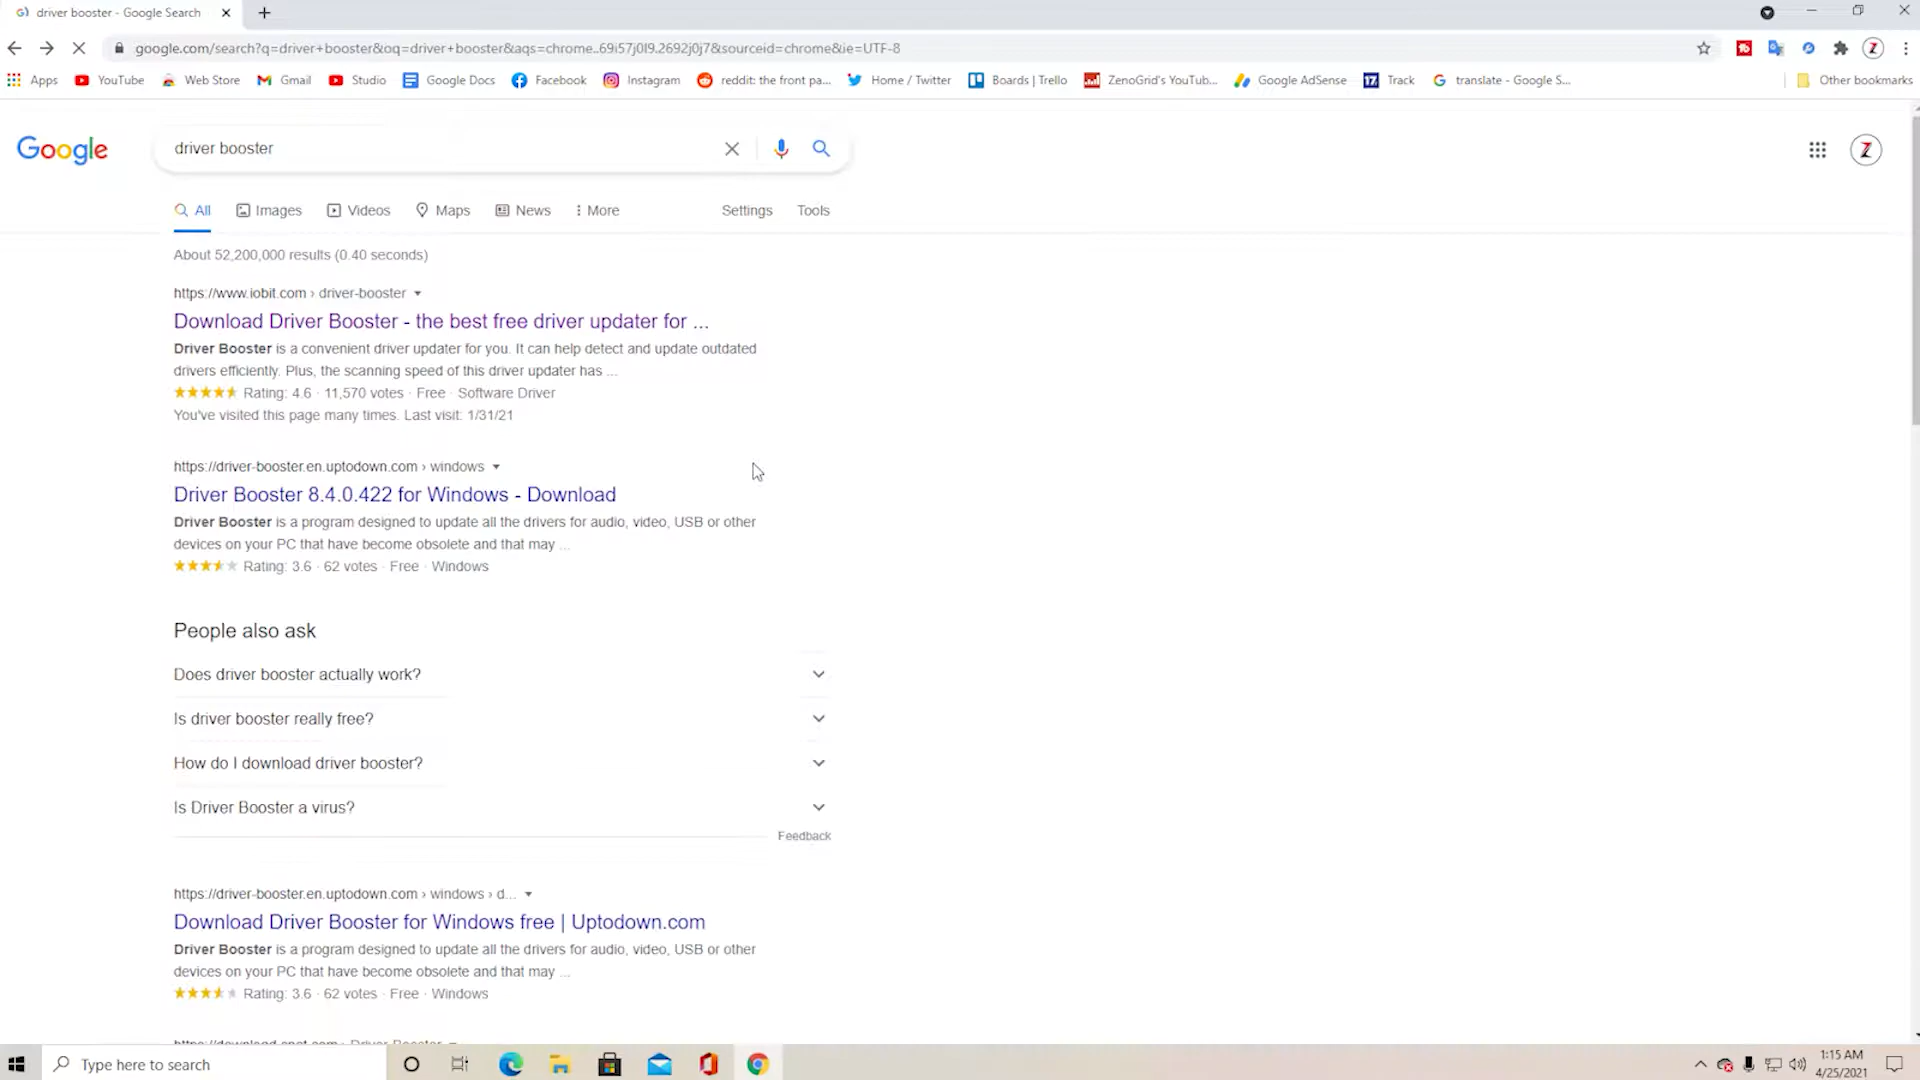 driver booster - Google Search
google.com/search?q=driver+booster&oq=driver+booster&aqs=chrome..69i57j0l9.2692j0j7&sourceid=chrome&ie=UTF-8
Apps YouTube Web Store Gmail Studio Google Docs Facebook Instagram reddit: the front pa... Home / Twitter Boards | Trello ZenoGrid's YouTub... Google AdSense 17 Track translate - Google S... Other bookmarks
Google driver booster
All Images Videos Maps News More Settings Tools
About 52,200,000 results (0.40 seconds)
https://www.iobit.com › driver-booster
Download Driver Booster - the best free driver updater for ...
Driver Booster is a convenient driver updater for you. It can help detect and update outdated
drivers efficiently. Plus, the scanning speed of this driver updater has ...
Rating: 4.6 · 11,570 votes · Free · Software Driver
You've visited this page many times. Last visit: 1/31/21
https://driver-booster.en.uptodown.com › windows
Driver Booster 8.4.0.422 for Windows - Download
Driver Booster is a program designed to update all the drivers for audio, video, USB or other
devices on your PC that have become obsolete and that may ...
Rating: 3.6 · 62 votes · Free · Windows
People also ask
Does driver booster actually work?
Is driver booster really free?
How do I download driver booster?
Is Driver Booster a virus?
Feedback
https://driver-booster.en.uptodown.com › windows › d...
Download Driver Booster for Windows free | Uptodown.com
Driver Booster is a program designed to update all the drivers for audio, video, USB or other
devices on your PC that have become obsolete and that may ...
Rating: 3.6 · 62 votes · Free · Windows
Type here to search
1:15 AM
4/25/2021